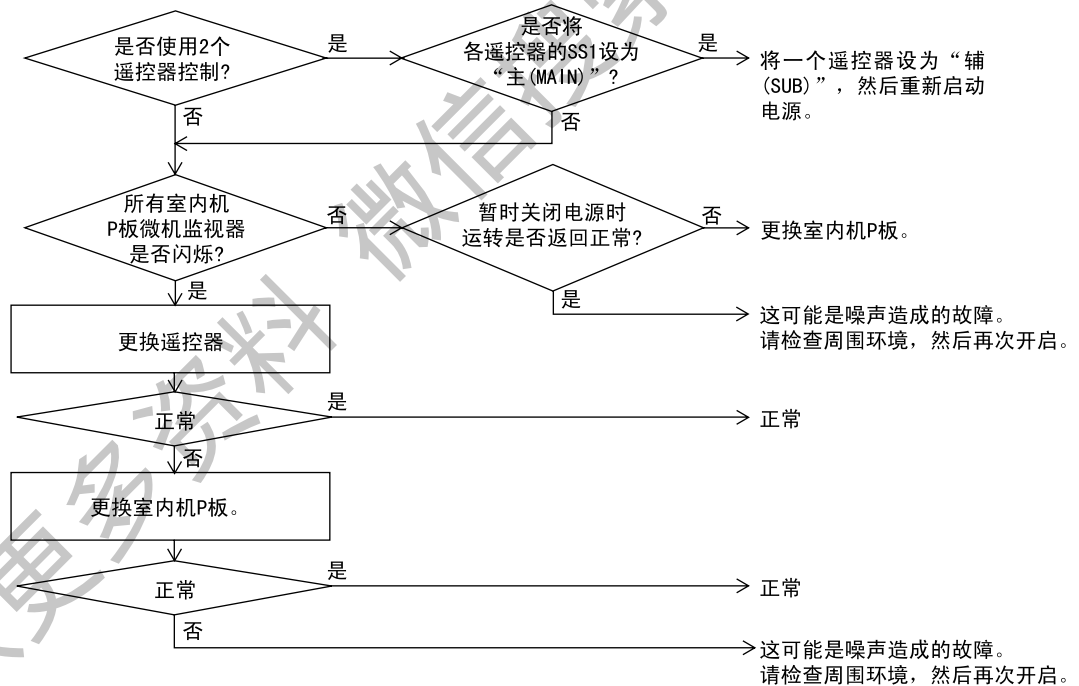 是否使用2个
遥控器控制?
是
是否将
各遥控器的SS1设为
“主(MAIN)”?
是
将一个遥控器设为“辅
(SUB)”,然后重新启动
电源。
否
否
所有室内机
P板微机监视器
是否闪烁?
否
暂时关闭电源时
运转是否返回正常?
否
更换室内机P板。
是
是
这可能是噪声造成的故障。
请检查周围环境,然后再次开启。
更换遥控器
正常
是
正常
否
更换室内机P板。
正常
是
正常
否
这可能是噪声造成的故障。
请检查周围环境,然后再次开启。
更多资料 微信搜索